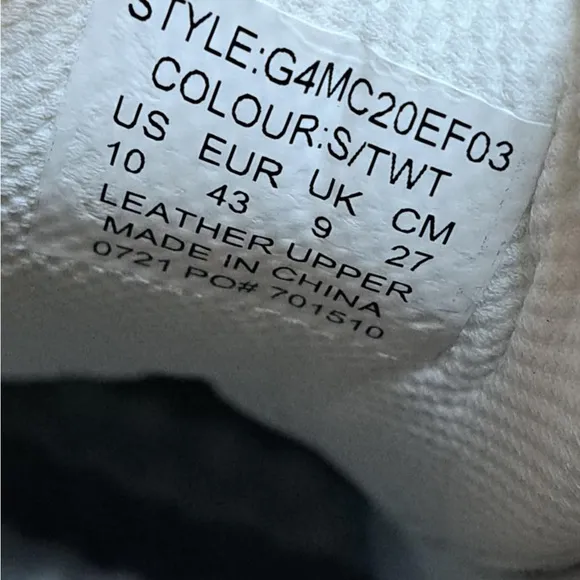 STYLE:G4MC20EF03
COLOUR:S/TWT
US EUR UK CM
10 43 9 27
LEATHER UPPER
MADE IN CHINA
0721 PO# 701510